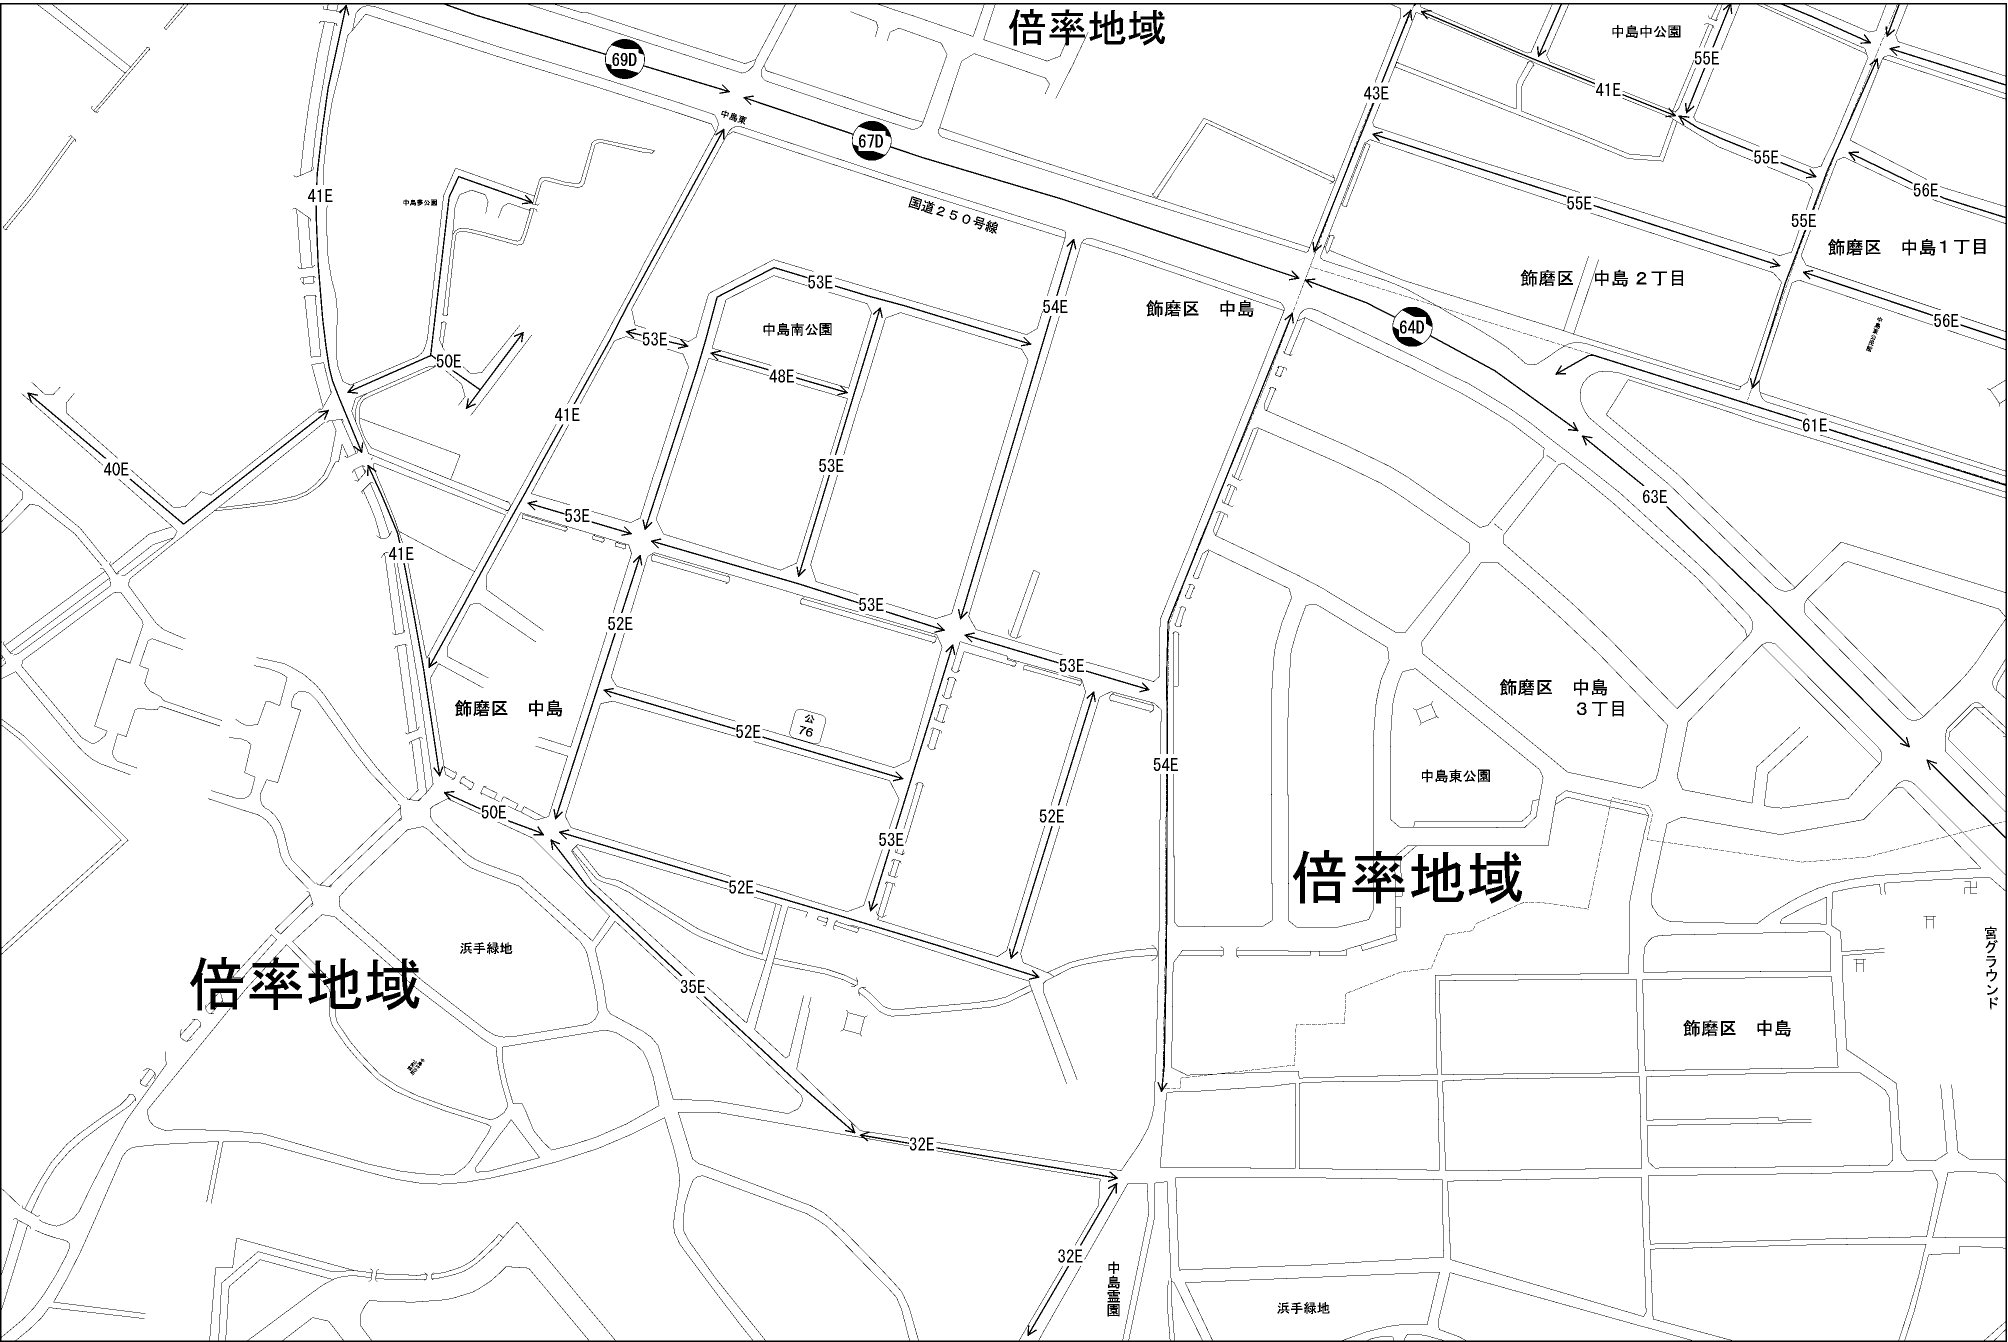 倍率地域
中島中公園
69D
55E
41E
43E
中島東
67D
55E
41E
中島夢公園
56E
55E
国道２５０号線
55E
飾磨区　中島１丁目
飾磨区　中島２丁目
53E
54E
飾磨区　中島
中島南公園
64D
56E
53E
50E
48E
41E
61E
40E
53E
63E
53E
41E
53E
52E
53E
飾磨区　中島
３丁目
飾磨区　中島
公
76
52E
54E
中島東公園
50E
52E
53E
倍率地域
52E
浜手緑地
宮グラウンド
倍率地域
35E
飾磨区　中島
32E
32E
中島霊園
浜手緑地